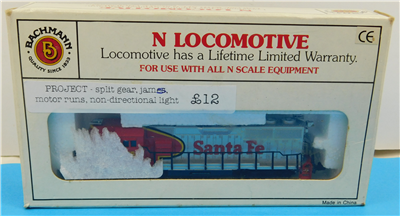 BACHMANN
QUALITY SINCE 1833
N LOCOMOTIVE
Locomotive has a Lifetime Limited Warranty.
FOR USE WITH ALL N SCALE EQUIPMENT
CE
PROJECT - split gear, james,
motor runs, non-directional light £12
Santa Fe
Made in China